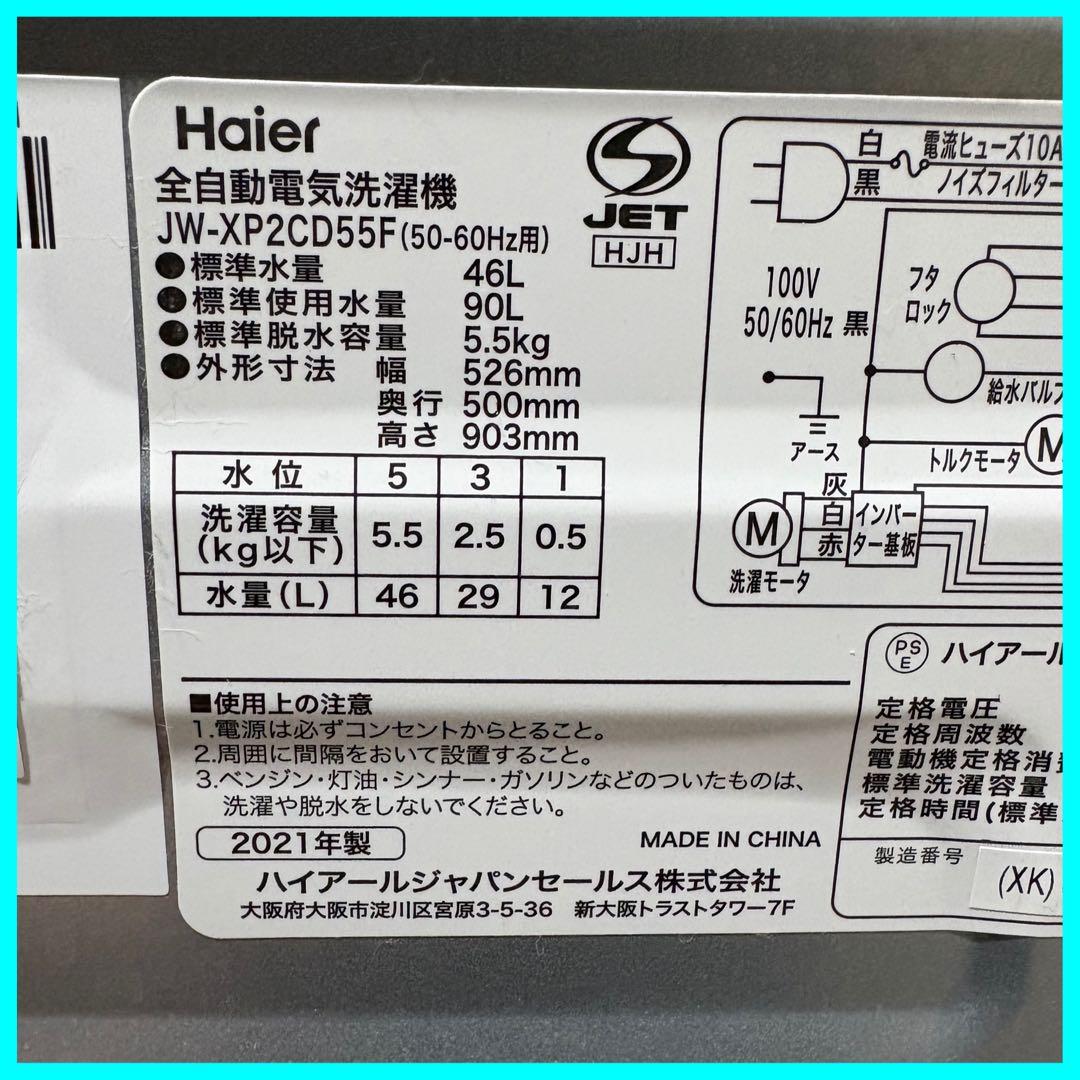 Haier
全自動電気洗濯機
JW-XP2CD55F(50-60Hz用)
●標準水量 46L
●標準使用水量 90L
●標準脱水容量 5.5kg
●外形寸法 幅 526mm
奥行 500mm
高さ 903mm
水位 5 3 1
洗濯容量(kg以下) 5.5 2.5 0.5
水量(L) 46 29 12
JET
HJH
白
電流ヒューズ10A
黒
ノイズフィルター
100V
50/60Hz
黒
フタ
ロック
給水バルブ
アース
トルクモータ
M
灰
白
赤
M
インバー
ター基板
洗濯モータ
■使用上の注意
1.電源は必ずコンセントからとること。
2.周囲に間隔をおいて設置すること。
3.ベンジン・灯油・シンナー・ガソリンなどのついたものは、
洗濯や脱水をしないでください。
2021年製
MADE IN CHINA
ハイアールジャパンセールス株式会社
大阪府大阪市淀川区宮原3-5-36 新大阪トラストタワー7F
PS
E
ハイアール
定格電圧
定格周波数
電動機定格消費
標準洗濯容量
定格時間(標準
製造番号
(XK)